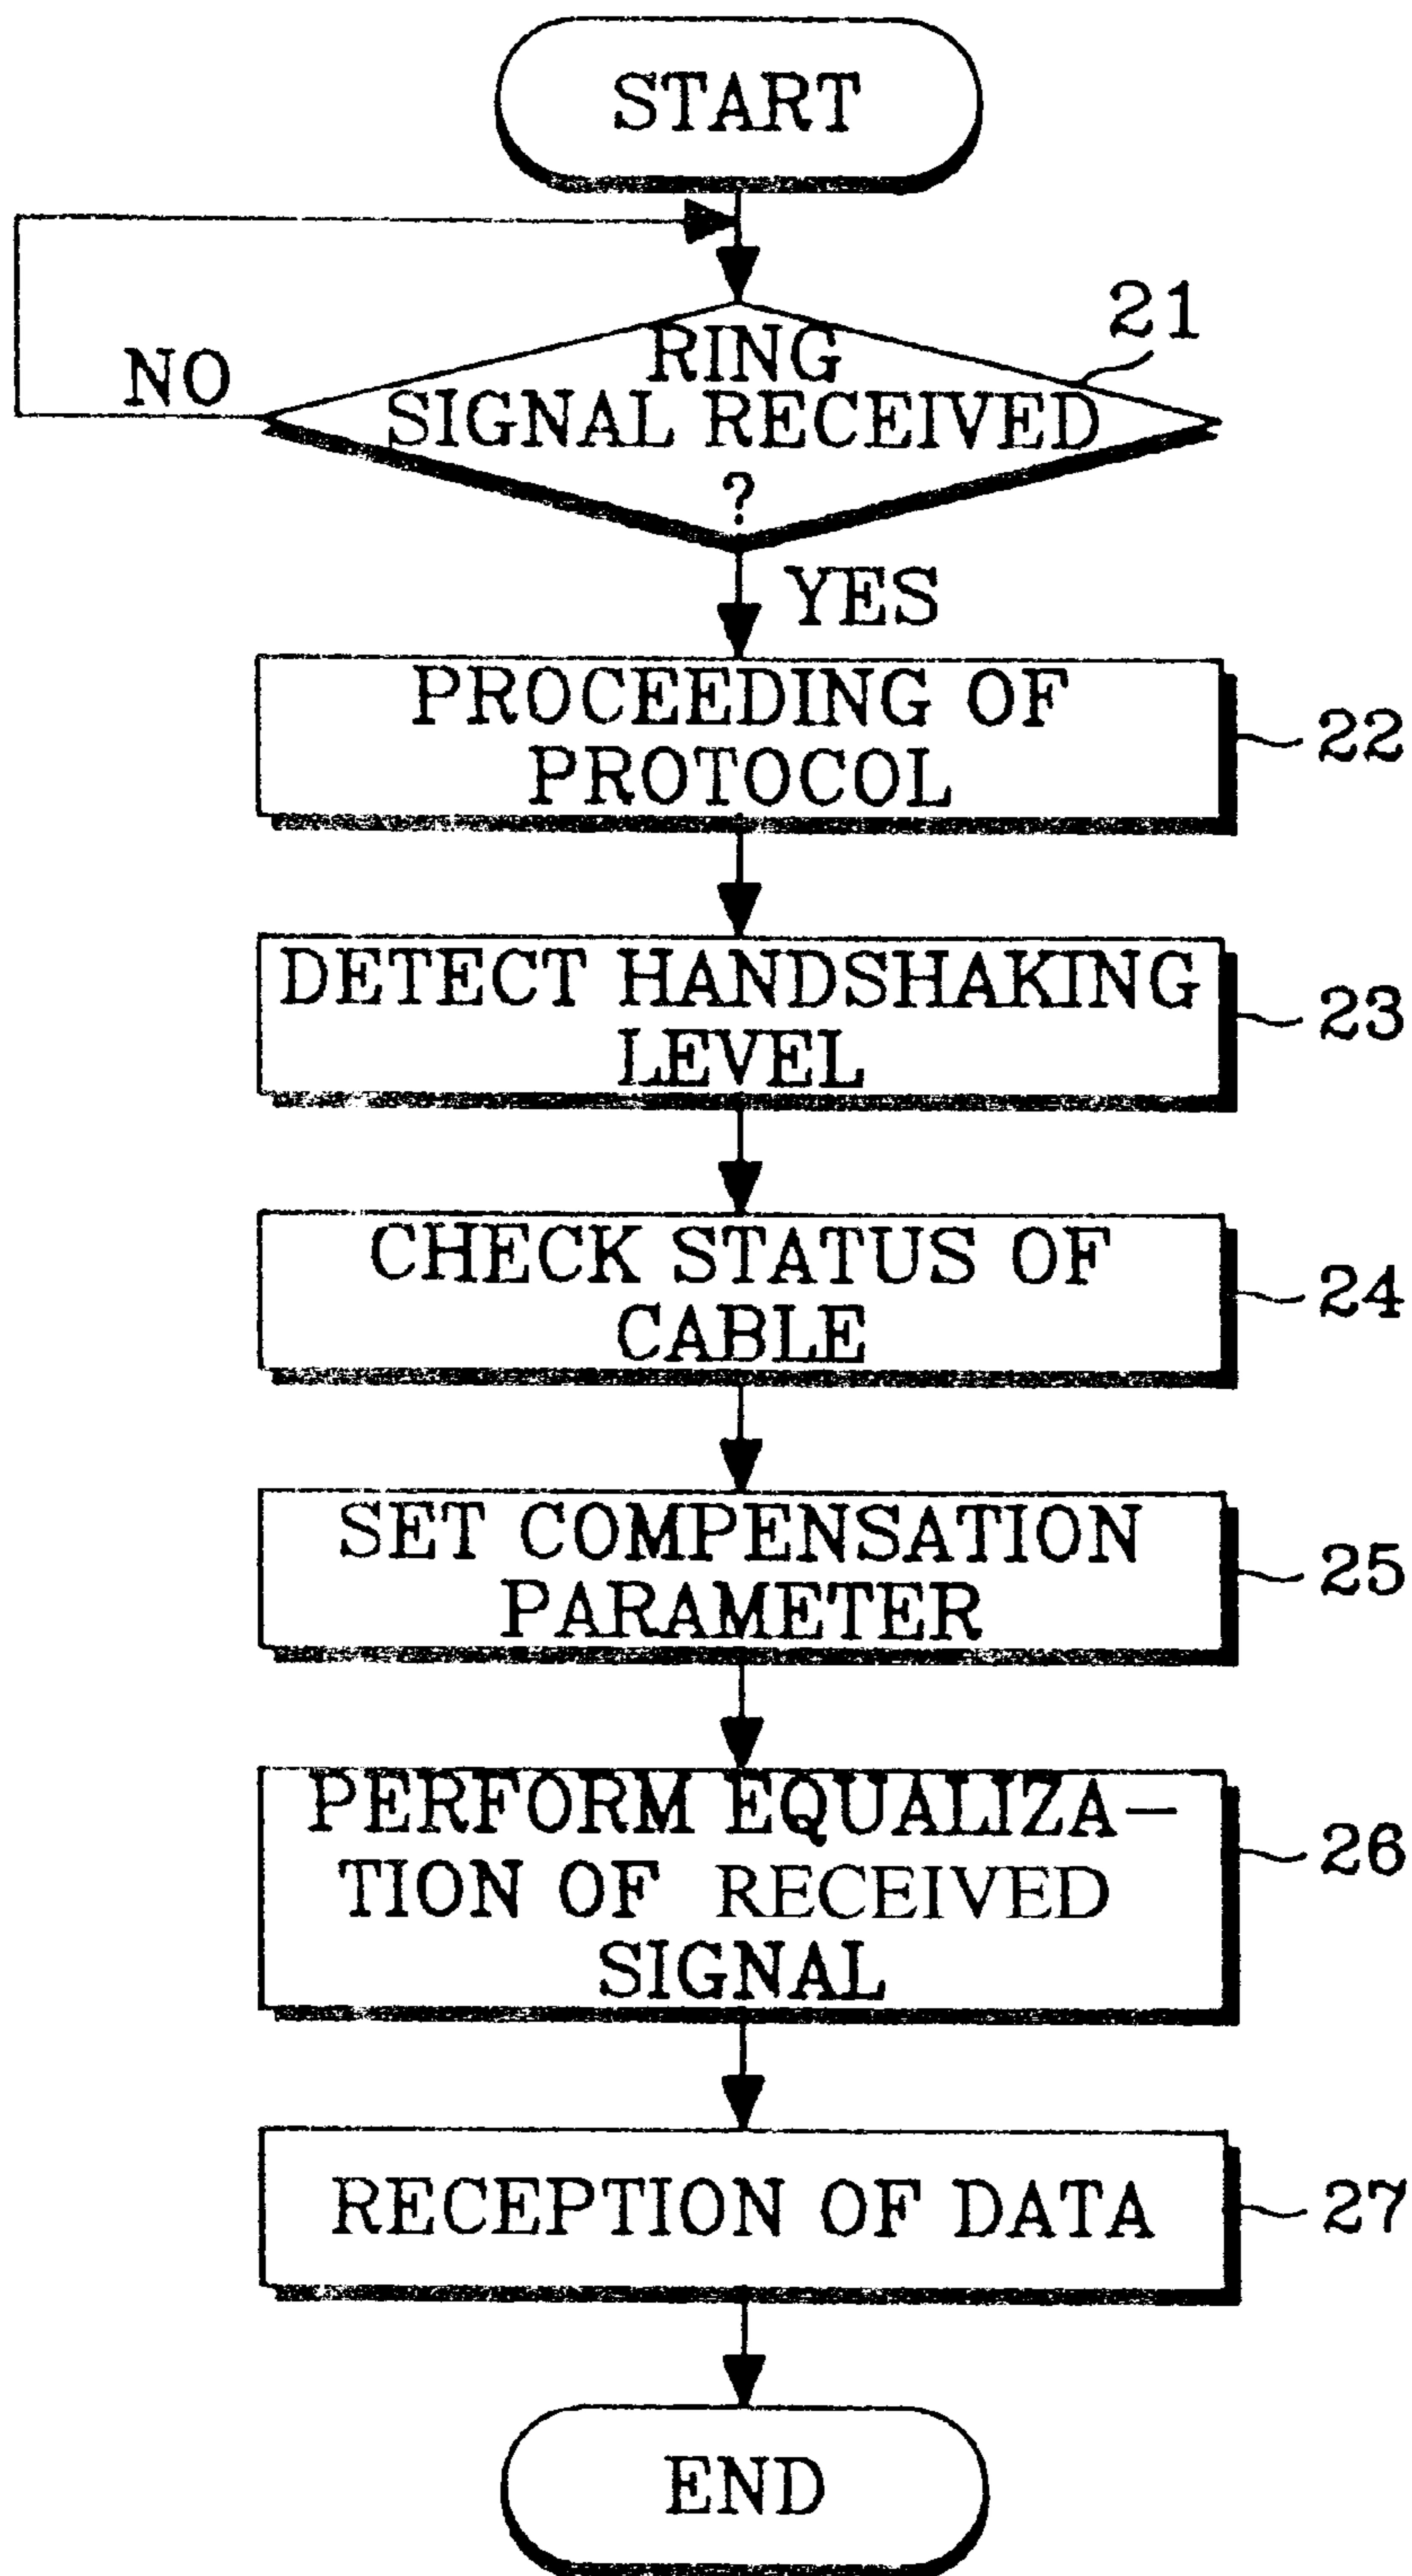 START
NO
RING
SIGNAL RECEIVED
?
21
YES
PROCEEDING OF
PROTOCOL
22
DETECT HANDSHAKING
LEVEL
23
CHECK STATUS OF
CABLE
24
SET COMPENSATION
PARAMETER
25
PERFORM EQUALIZA-
TION OF RECEIVED
SIGNAL
26
RECEPTION OF DATA
27
END